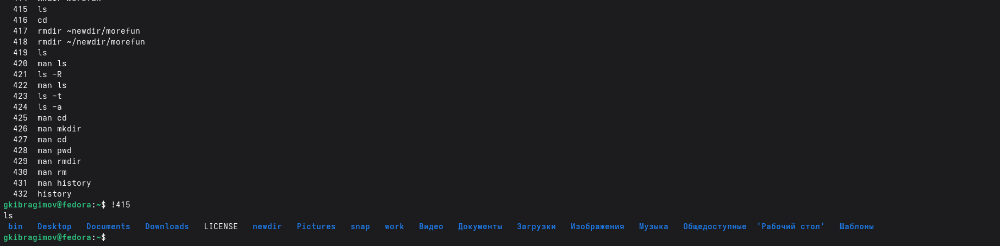 415 ls
416 cd
417 rmdir ~newdir/morefun
418 rmdir ~/newdir/morefun
419 ls
420 man ls
421 ls -R
422 man ls
423 ls -t
424 ls -a
425 man cd
426 man mkdir
427 man cd
428 man pwd
429 man rmdir
430 man rm
431 man history
432 history
gkibragimov@fedora:~$ !415
ls
bin Desktop Documents Downloads LICENSE newdir Pictures snap work Видео Документы Загрузки Изображения Музыка Общедоступные 'Рабочий стол' Шаблоны
gkibragimov@fedora:~$